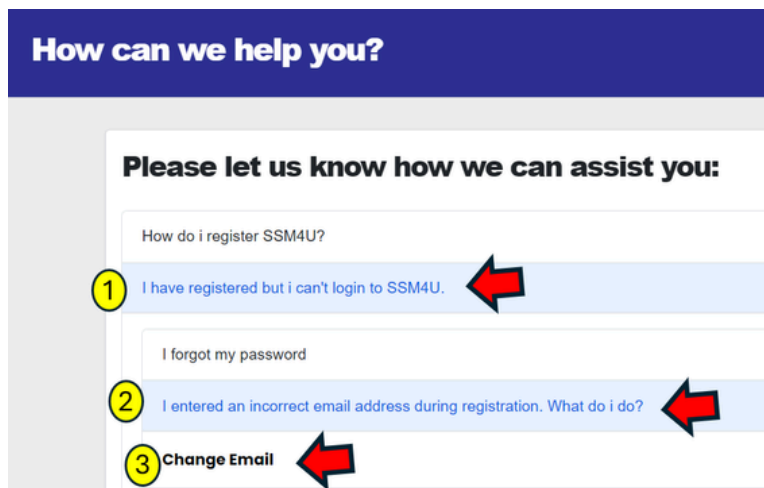 How can we help you?
Please let us know how we can assist you:
How do i register SSM4U?
1 I have registered but i can't login to SSM4U.
I forgot my password
2 I entered an incorrect email address during registration. What do i do?
3 Change Email